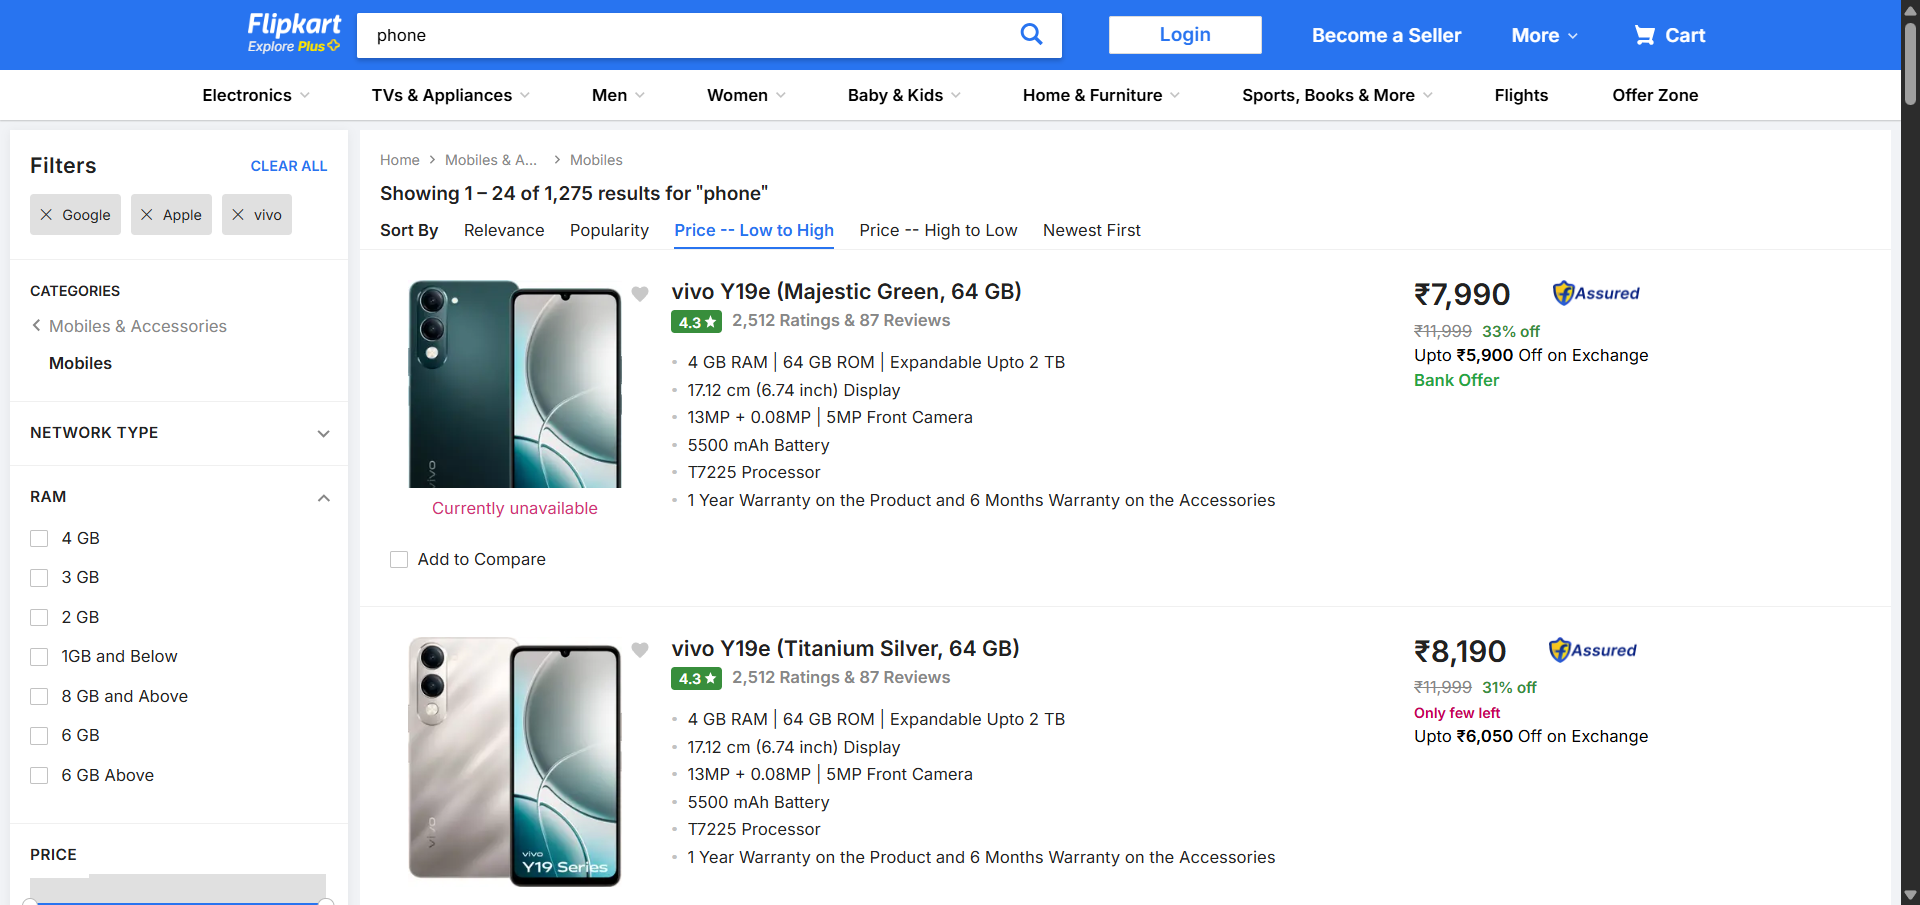 Flipkart
Explore Plus
phone
Login
Become a Seller
More
Cart
Electronics
TVs & Appliances
Men
Women
Baby & Kids
Home & Furniture
Sports, Books & More
Flights
Offer Zone
Filters
CLEAR ALL
Google
Apple
vivo
CATEGORIES
Mobiles & Accessories
Mobiles
NETWORK TYPE
RAM
4 GB
3 GB
2 GB
1GB and Below
8 GB and Above
6 GB
6 GB Above
PRICE
Home
Mobiles & A...
Mobiles
Showing 1 – 24 of 1,275 results for "phone"
Sort By
Relevance
Popularity
Price -- Low to High
Price -- High to Low
Newest First
vivo
Currently unavailable
Add to Compare
vivo Y19e (Majestic Green, 64 GB)
4.3
2,512 Ratings & 87 Reviews
4 GB RAM | 64 GB ROM | Expandable Upto 2 TB
17.12 cm (6.74 inch) Display
13MP + 0.08MP | 5MP Front Camera
5500 mAh Battery
T7225 Processor
1 Year Warranty on the Product and 6 Months Warranty on the Accessories
₹7,990
Assured
₹11,999 33% off
Upto ₹5,900 Off on Exchange
Bank Offer
vivo
vivo
Y19 Series
vivo Y19e (Titanium Silver, 64 GB)
4.3
2,512 Ratings & 87 Reviews
4 GB RAM | 64 GB ROM | Expandable Upto 2 TB
17.12 cm (6.74 inch) Display
13MP + 0.08MP | 5MP Front Camera
5500 mAh Battery
T7225 Processor
1 Year Warranty on the Product and 6 Months Warranty on the Accessories
₹8,190
Assured
₹11,999 31% off
Only few left
Upto ₹6,050 Off on Exchange